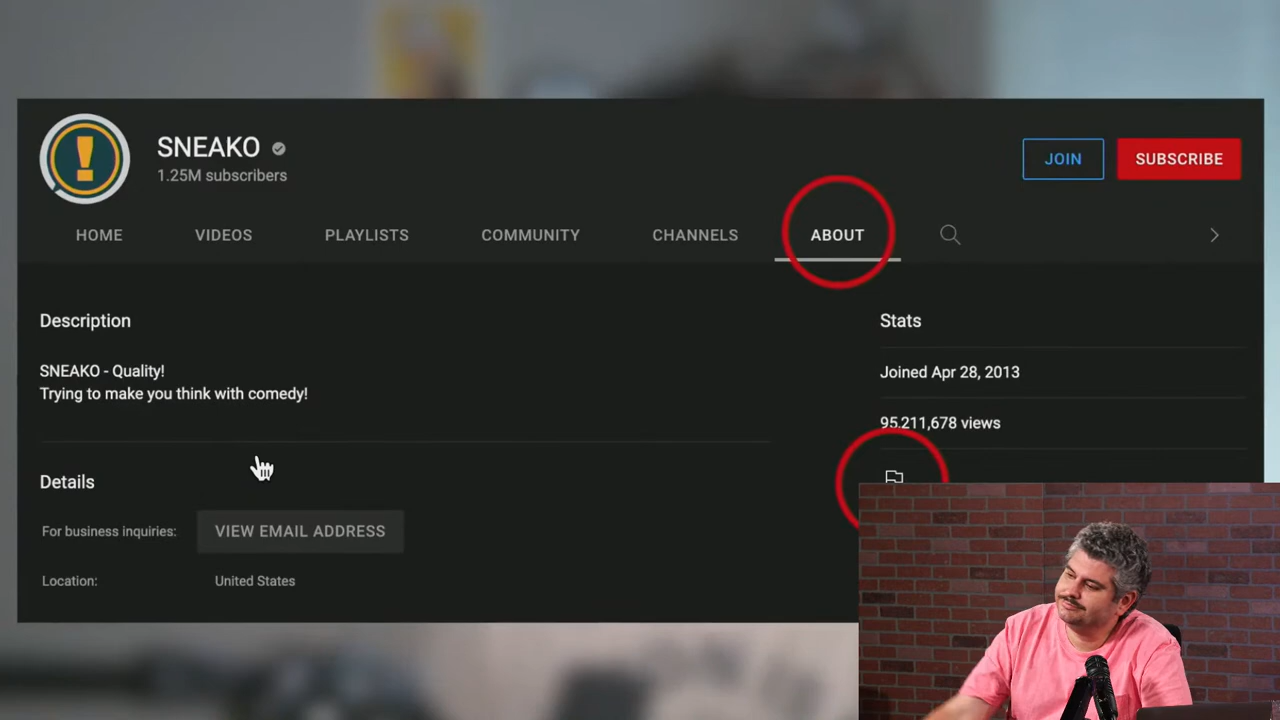 SNEAKO
1.25M subscribers
JOIN
SUBSCRIBE
HOME
VIDEOS
PLAYLISTS
COMMUNITY
CHANNELS
ABOUT
Description
SNEAKO - Quality!
Trying to make you think with comedy!
Details
For business inquiries:
VIEW EMAIL ADDRESS
Location:
United States
Stats
Joined Apr 28, 2013
95,211,678 views